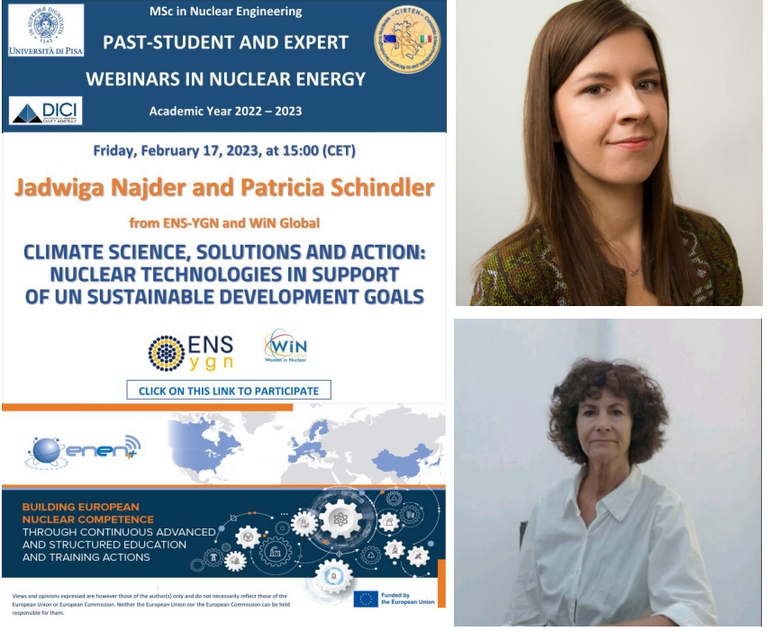 MSc in Nuclear Engineering
PAST-STUDENT AND EXPERT
WEBINARS IN NUCLEAR ENERGY
Academic Year 2022 – 2023
UNIVERSITÀ DI PISA
DICI
Friday, February 17, 2023, at 15:00 (CET)
Jadwiga Najder and Patricia Schindler
from ENS-YGN and WiN Global
CLIMATE SCIENCE, SOLUTIONS AND ACTION:
NUCLEAR TECHNOLOGIES IN SUPPORT
OF UN SUSTAINABLE DEVELOPMENT GOALS
ENS
ygn
WiN
Women in Nuclear
CLICK ON THIS LINK TO PARTICIPATE
enen+
BUILDING EUROPEAN
NUCLEAR COMPETENCE
THROUGH CONTINUOUS ADVANCED
AND STRUCTURED EDUCATION
AND TRAINING ACTIONS
Views and opinions expressed are however those of the author(s) only and do not necessarily reflect those of the
European Union or European Commission. Neither the European Union nor the European Commission can be held
responsible for them.
Funded by
the European Union